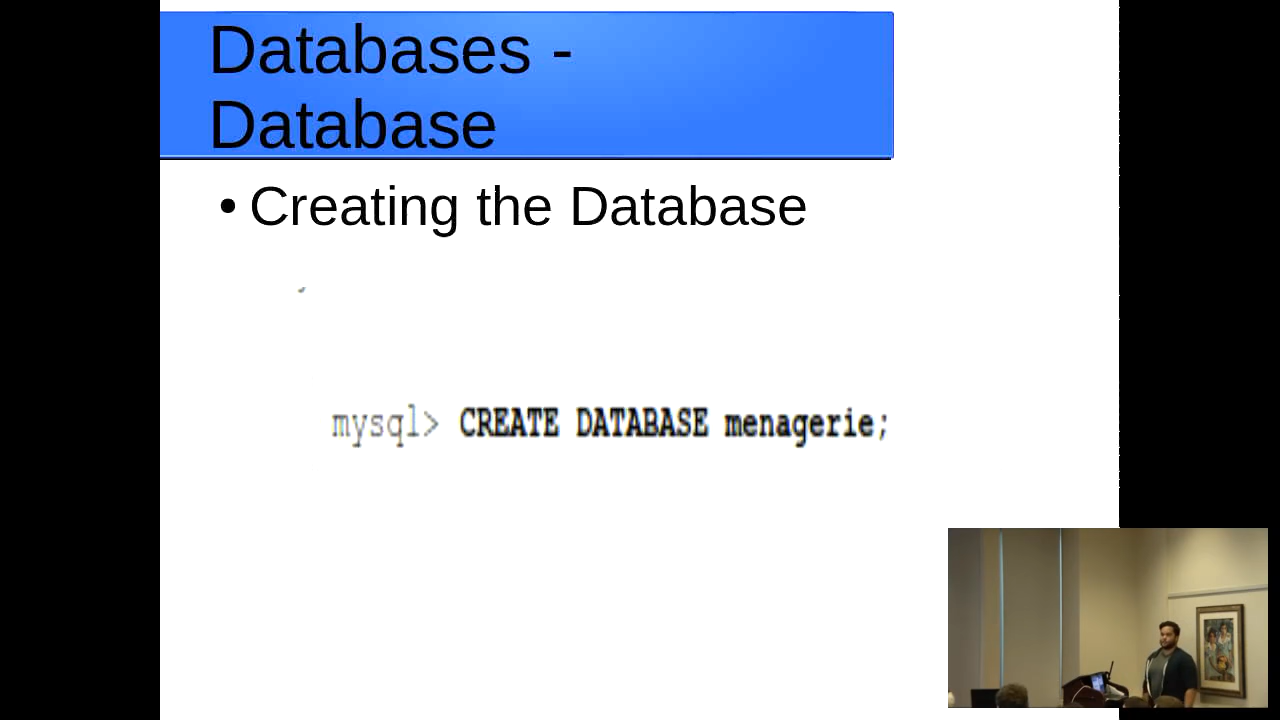 Databases -
Database
• Creating the Database
mysql> CREATE DATABASE menagerie;